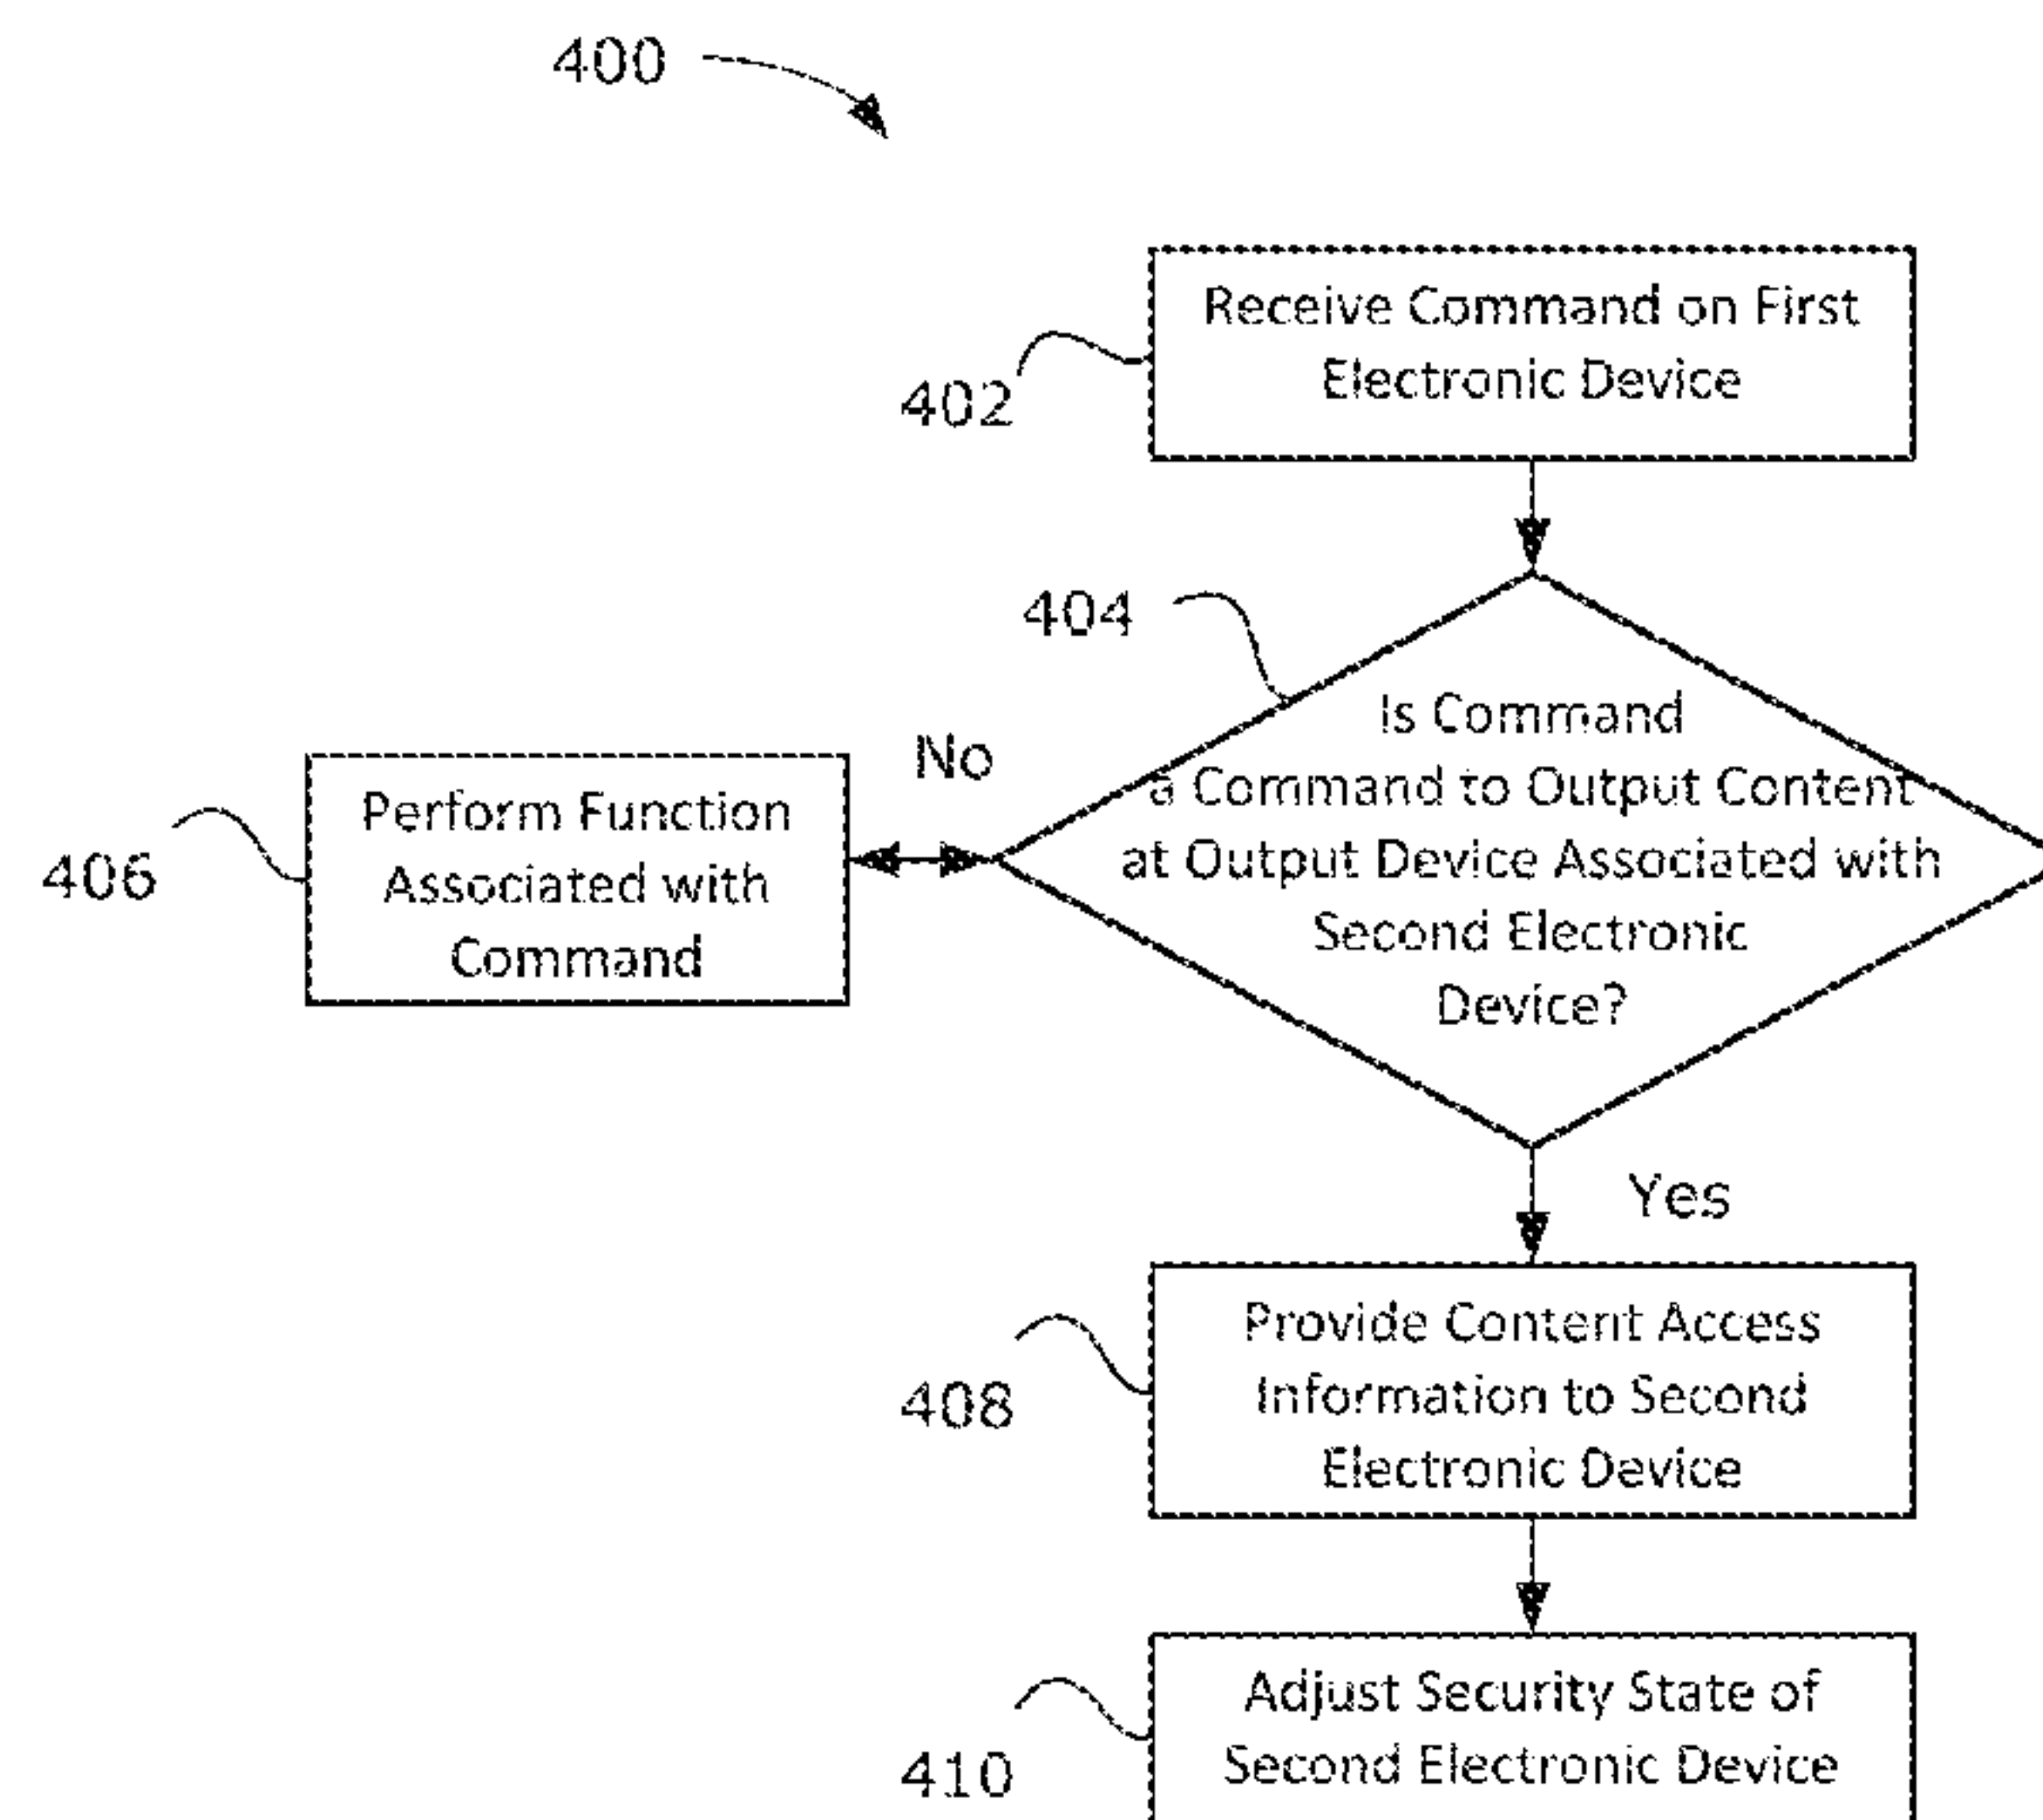 400
Receive Command on First
Electronic Device
402
404
Is Command
a Command to Output Content
at Output Device Associated with
Second Electronic
Device?
No
Perform Function
Associated with
Command
406
Yes
Provide Content Access
Information to Second
Electronic Device
408
Adjust Security State of
Second Electronic Device
410